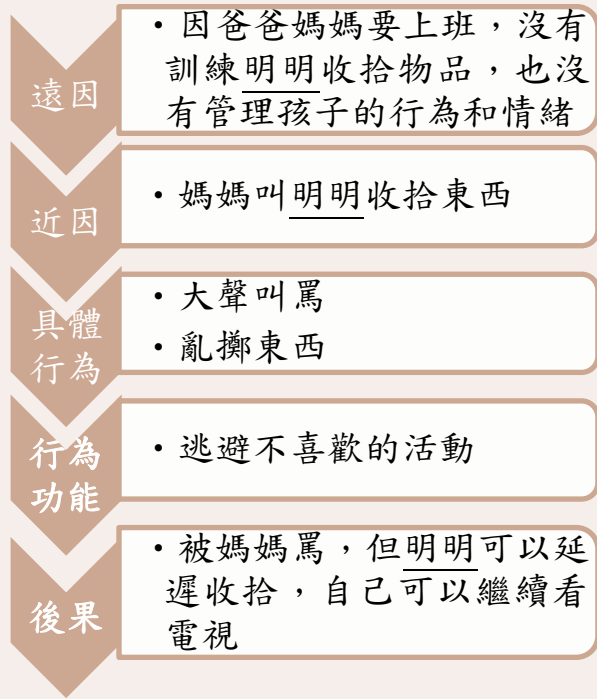 遠因
・因爸爸媽媽要上班，沒有
訓練明明收拾物品，也沒
有管理孩子的行為和情緒
近因
・媽媽叫明明收拾東西
具體
行為
・大聲叫罵
・亂擲東西
行為
功能
・逃避不喜歡的活動
後果
・被媽媽罵，但明明可以延
遲收拾，自己可以繼續看
電視